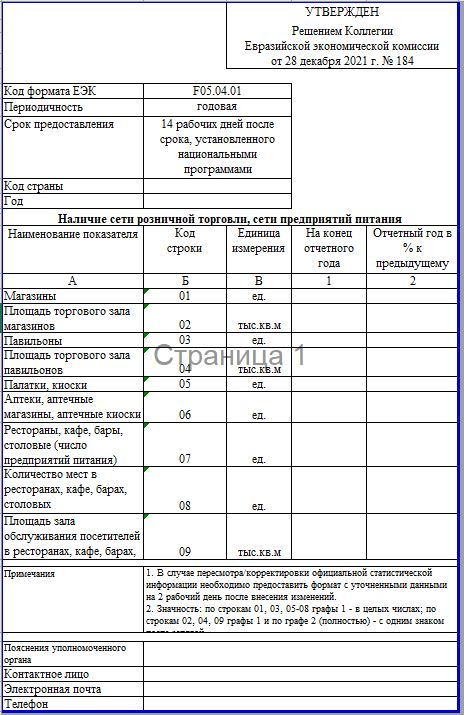 УТВЕРЖДЕН
Решением Коллегии
Евразийской экономической комиссии
от 28 декабря 2021 г. № 184
Код формата ЕЭК F05.04.01
Периодичность годовая
Срок предоставления 14 рабочих дней после
срока, установленного
национальными
программами
Код страны
Год
Наличие сети розничной торговли, сети предприятий питания
Наименование показателя Код Единица На конец Отчетный год в
строки измерения отчетного % к
года предыдущему
А Б В 1 2
Магазины 01 ед.
Площадь торгового зала
магазинов 02 тыс.кв.м
Павильоны 03 ед.
Страница 1
Площадь торгового зала
павильонов 04 тыс.кв.м
Палатки, киоски 05 ед.
Аптеки, аптечные
магазины, аптечные киоски 06 ед.
Рестораны, кафе, бары,
столовые (число
предприятий питания) 07 ед.
Количество мест в
ресторанах, кафе, барах,
столовых 08 ед.
Площадь зала
обслуживания посетителей
в ресторанах, кафе, барах, 09 тыс.кв.м
Примечания 1. В случае пересмотра/корректировки официальной статистической
информации необходимо предоставить формат с уточненными данными
на 2 рабочий день после внесения изменений.
2. Значность: по строкам 01, 03, 05-08 графы 1 - в целых числах; по
строкам 02, 04, 09 графы 1 и по графе 2 (полностью) - с одним знаком
Пояснения уполномоченного
органа
Контактное лицо
Электронная почта
Телефон